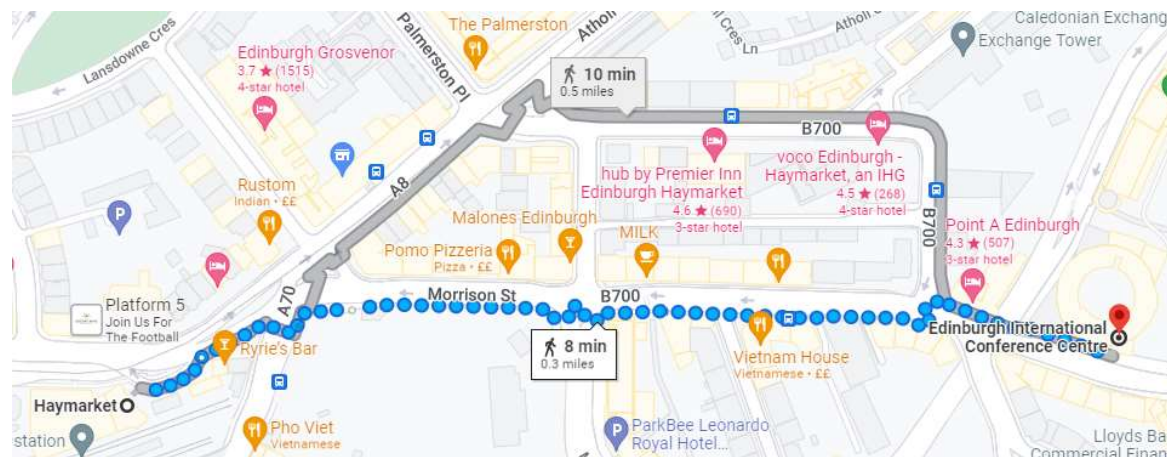 Lansdowne Cres
Palmerston Pl
The Palmerston
Atholl
Cres Ln
Atholl C
Caledonian Exchang
Exchange Tower
Edinburgh Grosvenor
3.7 ★ (1515)
4-star hotel
10 min
0.5 miles
B700
hub by Premier Inn
Edinburgh Haymarket
4.6 ★ (690)
3-star hotel
voco Edinburgh -
Haymarket, an IHG
4.5 ★ (268)
4-star hotel
Rustom
Indian • ££
A8
Malones Edinburgh
MILK
Pomo Pizzeria
Pizza • ££
B700
Point A Edinburgh
4.3 ★ (507)
3-star hotel
Platform 5
Join Us For
The Football
A70
Morrison St
B700
Ryrie's Bar
8 min
0.3 miles
Vietnam House
Vietnamese • ££
Edinburgh International
Conference Centre
Haymarket
station
Pho Viet
Vietnamese
ParkBee Leonardo
Royal Hotel...
Lloyds Ba
Commercial Finan